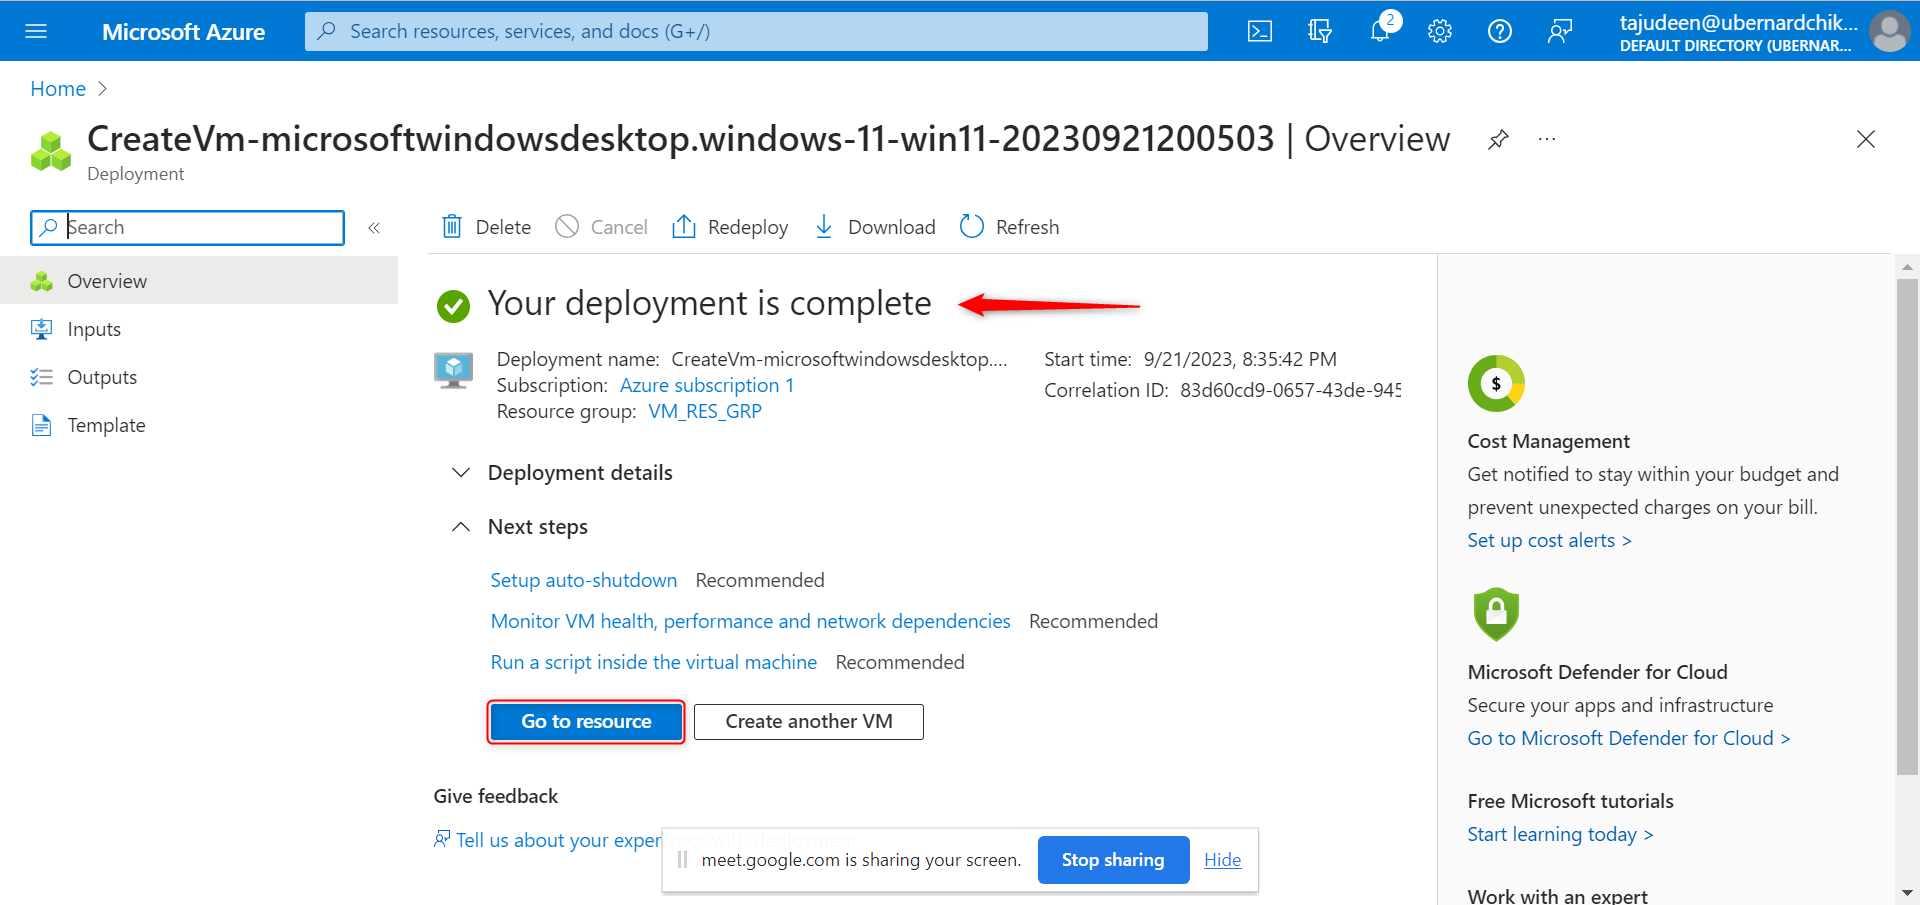 Microsoft Azure
Search resources, services, and docs (G+/)
2
tajudeen@ubernardchik...
DEFAULT DIRECTORY (UBERNAR...
Home
CreateVm-microsoftwindowsdesktop.windows-11-win11-20230921200503 | Overview
Deployment
Search
Delete
Cancel
Redeploy
Download
Refresh
Overview
Inputs
Outputs
Template
Your deployment is complete
Deployment name: CreateVm-microsoftwindowsdesktop....
Subscription: Azure subscription 1
Resource group: VM_RES_GRP
Start time: 9/21/2023, 8:35:42 PM
Correlation ID: 83d60cd9-0657-43de-945
Deployment details
Next steps
Setup auto-shutdown Recommended
Monitor VM health, performance and network dependencies Recommended
Run a script inside the virtual machine Recommended
Go to resource
Create another VM
Give feedback
Tell us about your experience with deployment
meet.google.com is sharing your screen.
Stop sharing
Hide
$
Cost Management
Get notified to stay within your budget and
prevent unexpected charges on your bill.
Set up cost alerts >
Microsoft Defender for Cloud
Secure your apps and infrastructure
Go to Microsoft Defender for Cloud >
Free Microsoft tutorials
Start learning today >
Work with an expert